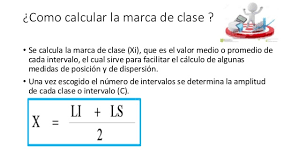 ¿Como calcular la marca de clase ?
• Se calcula la marca de clase (Xi), que es el valor medio o promedio de
cada intervalo, el cual sirve para facilitar el cálculo de algunas
medidas de posición y de dispersión.
• Una vez escogido el número de intervalos se determina la amplitud
de cada clase o intervalo (C).
X = LI + LS
2